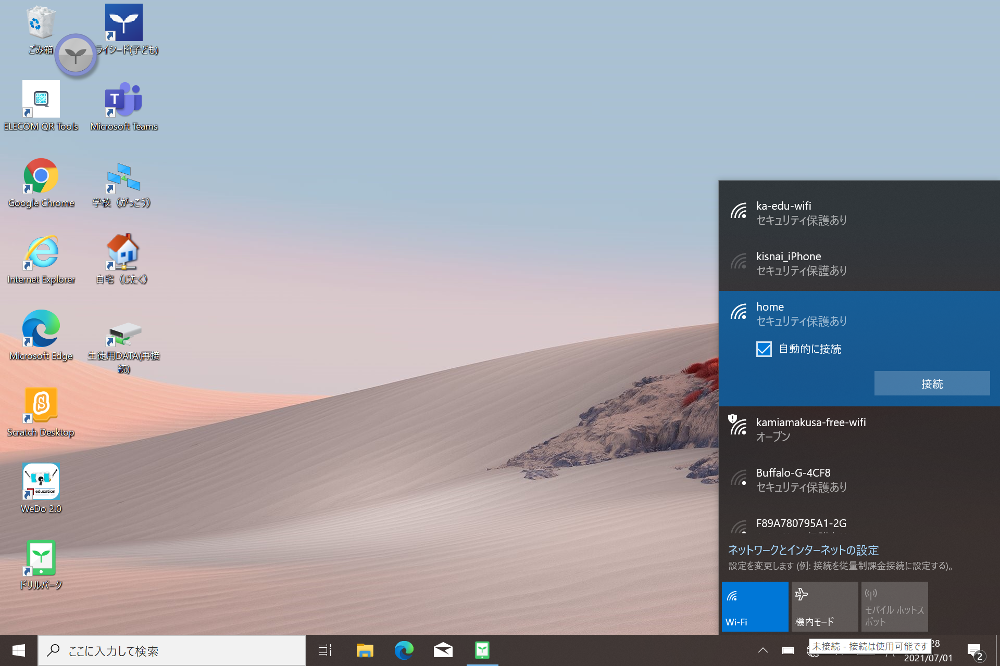 ごみ箱
ライシード(子ども)
ELECOM QR Tools
Microsoft Teams
Google Chrome
学校（がっこう）
Internet Explorer
自宅（じたく）
Microsoft Edge
生徒用DATA(再接
続)
Scratch Desktop
education
WeDo 2.0
ドリルパーク
ka-edu-wifi
セキュリティ保護あり
kisnai_iPhone
セキュリティ保護あり
home
セキュリティ保護あり
自動的に接続
接続
kamiamakusa-free-wifi
オープン
Buffalo-G-4CF8
セキュリティ保護あり
F89A780795A1-2G
ネットワークとインターネットの設定
設定を変更します (例: 接続を従量制課金接続に設定する)。
Wi-Fi
機内モード
モバイル ホットス
ポット
ここに入力して検索
未接続 - 接続は使用可能です
28
2021/07/01
2